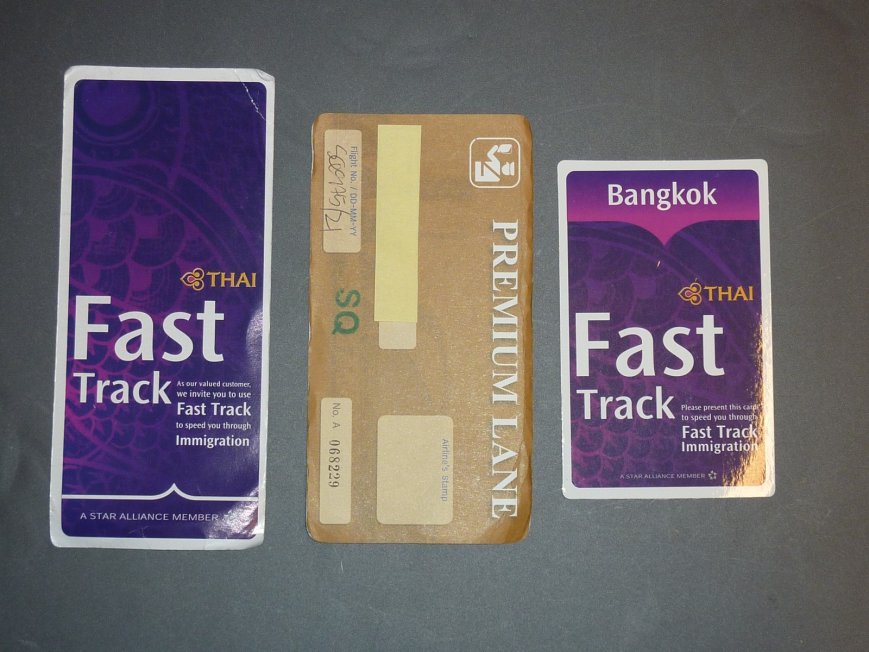 THAI
Fast
Track
As our valued customer,
we invite you to use
Fast Track
to speed you through
Immigration
A STAR ALLIANCE MEMBER
PREMIUM LANE
Flight No. / DD-MM-YY
SQ
No. A 068229
Airline's Stamp
Bangkok
THAI
Fast
Track
Please present this card
to speed you through
Fast Track
Immigration
A STAR ALLIANCE MEMBER